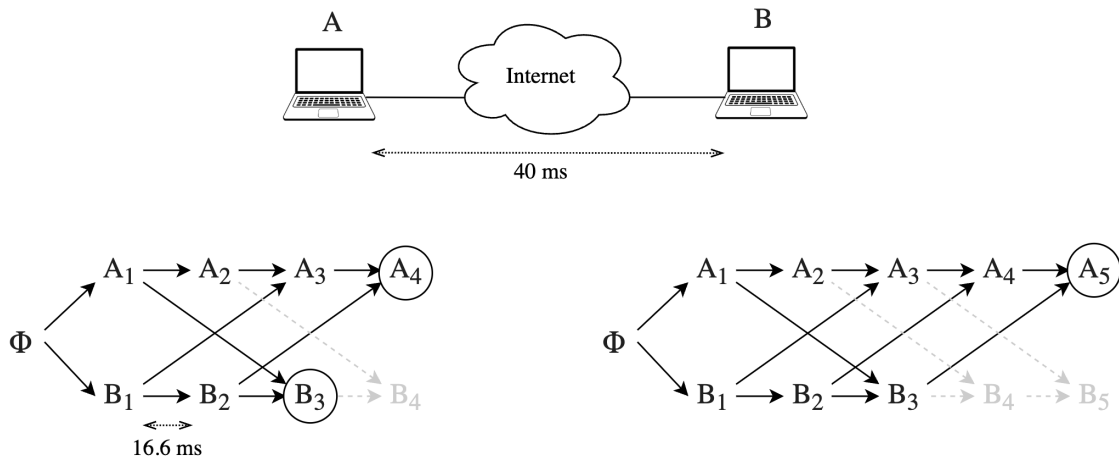 A B
Internet
40 ms
A₁ A₂ A₃ A₄
Φ
B₁ B₂ B₃ B₄
16.6 ms
A₁ A₂ A₃ A₄ A₅
Φ
B₁ B₂ B₃ B₄ B₅